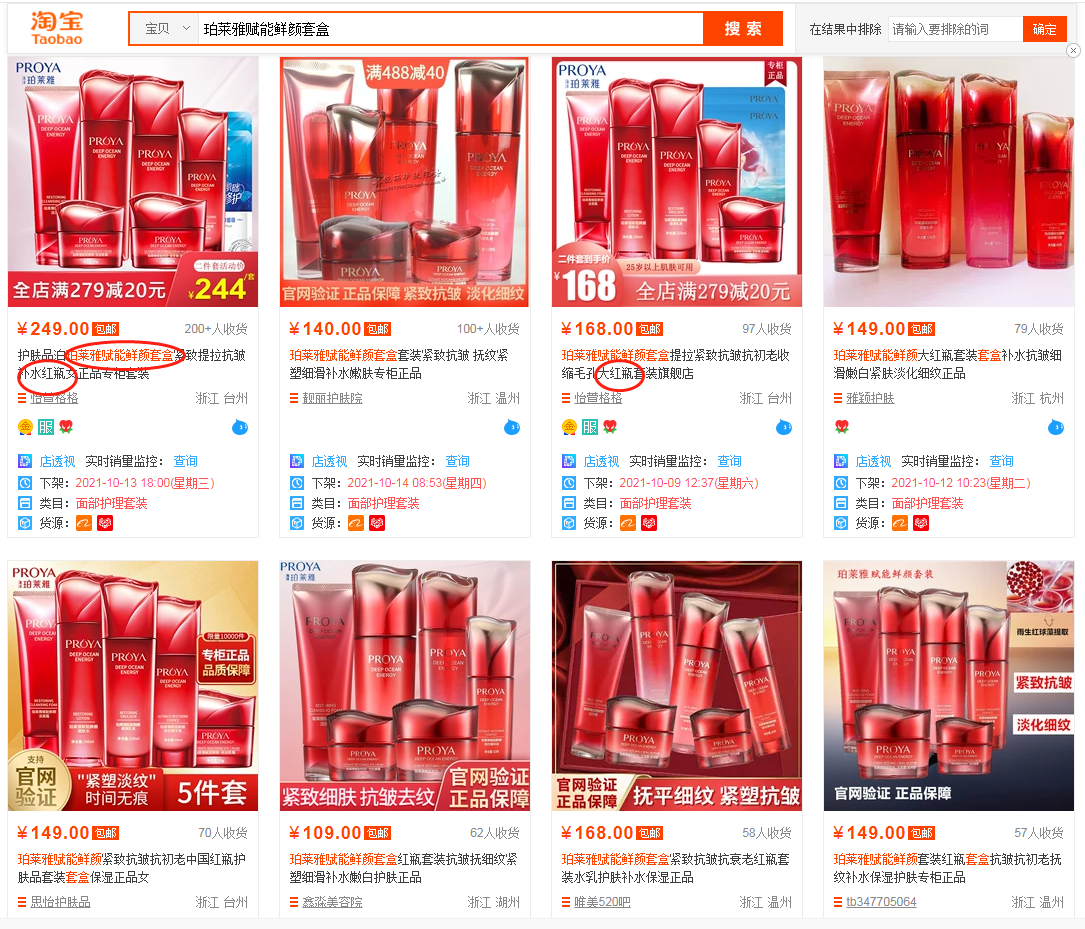 淘宝
Taobao
宝贝
珀莱雅赋能鲜颜套盒
搜索
在结果中排除
请输入要排除的词
确定
PROYA
珀莱雅
PROYA
DEEP OCEAN
ENERGY
二件套活动价
全店满279减20元
¥244/套
¥249.00 包邮
200+人收货
护肤品泊珀莱雅赋能鲜颜套盒紧致提拉抗皱
补水红瓶女正品专柜套装
怡萱格格
浙江 台州
店透视 实时销量监控： 查询
下架：2021-10-13 18:00(星期三)
类目：面部护理套装
货源：
满488减40
PROYA
DEEP OCEAN
ENERGY
官网验证 正品保障 紧致抗皱 淡化细纹
¥140.00 包邮
100+人收货
珀莱雅赋能鲜颜套盒套装紧致抗皱 抚纹紧
塑细滑补水嫩肤专柜正品
靓丽护肤院
浙江 温州
店透视 实时销量监控： 查询
下架：2021-10-14 08:53(星期四)
类目：面部护理套装
货源：
PROYA
珀莱雅
专柜
正品
PROYA
DEEP OCEAN
ENERGY
二件套到手价
¥168
25岁以上肌肤可用
全店满279减20元
¥168.00 包邮
97人收货
珀莱雅赋能鲜颜套盒提拉紧致抗皱抗初老收
缩毛孔大红瓶套装旗舰店
怡萱格格
浙江 台州
店透视 实时销量监控： 查询
下架：2021-10-09 12:37(星期六)
类目：面部护理套装
货源：
PROYA
¥149.00 包邮
79人收货
珀莱雅赋能鲜颜大红瓶套装套盒补水抗皱细
滑嫩白紧肤淡化细纹正品
雅颖护肤
浙江 杭州
店透视 实时销量监控： 查询
下架：2021-10-12 10:23(星期二)
类目：面部护理套装
货源：
PROYA
珀莱雅
PROYA
DEEP OCEAN
ENERGY
限量10000件
专柜正品
品质保障
支持
官网
验证
"紧塑淡纹"
时间无痕
5件套
¥149.00 包邮
70人收货
珀莱雅赋能鲜颜紧致抗皱抗初老中国红瓶护
肤品套装套盒保湿正品女
思怡护肤品
浙江 台州
PROYA
珀莱雅
PROYA
DEEP OCEAN
ENERGY
紧致细肤 抗皱去纹
官网验证
正品保障
¥109.00 包邮
62人收货
珀莱雅赋能鲜颜套盒红瓶套装抗皱抚细纹紧
塑细滑补水嫩白护肤正品
鑫淼美容院
浙江 湖州
PROYA
官网验证
正品保障
抚平细纹 紧塑抗皱
¥168.00 包邮
58人收货
珀莱雅赋能鲜颜套盒紧致抗皱抗衰老红瓶套
装水乳护肤补水保湿正品
唯美520吧
浙江 温州
珀莱雅赋能鲜颜套装
PROYA
雨生红球藻提取
紧致抗皱
淡化细纹
官网验证 正品保障
¥149.00 包邮
57人收货
珀莱雅赋能鲜颜套装红瓶套盒抗皱抗初老抚
纹补水保湿护肤专柜正品
tb347705064
浙江 温州